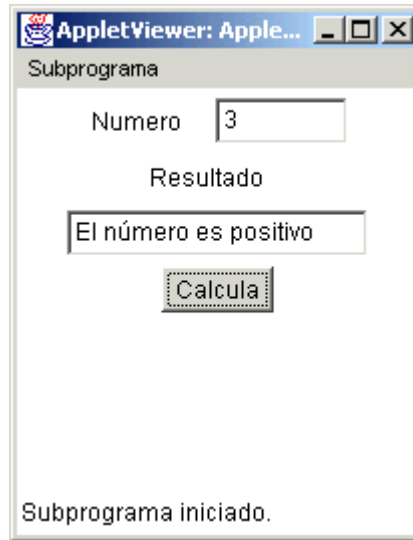 AppletViewer: Apple...
Subprograma
Numero 3
Resultado
El número es positivo
Calcula
Subprograma iniciado.